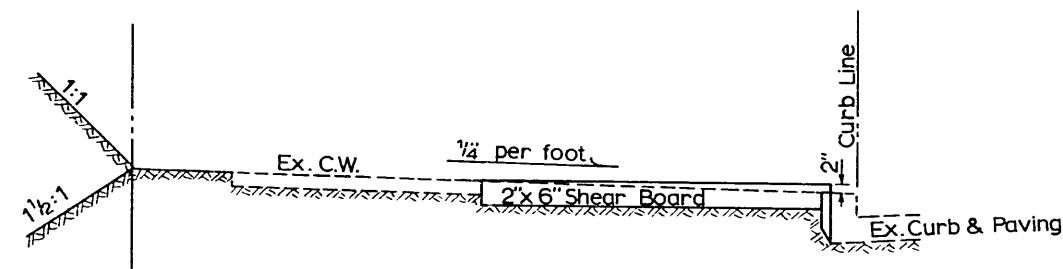 1:1
1½:1
Ex. C.W.
¼" per foot
2"x 6" Shear Board
2"
Curb Line
Ex. Curb & Paving